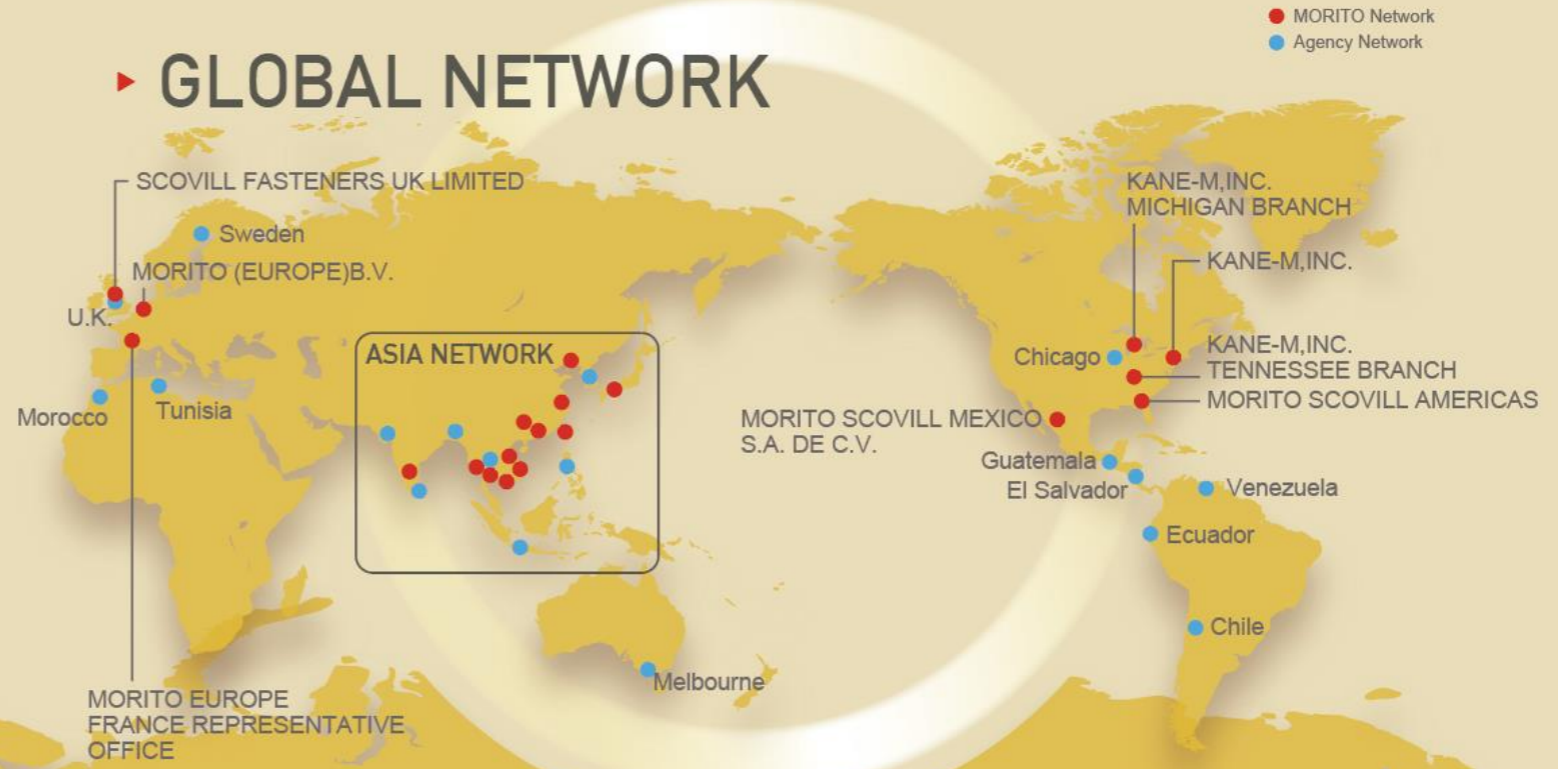 MORITO Network
Agency Network
GLOBAL NETWORK
SCOVILL FASTENERS UK LIMITED
Sweden
MORITO (EUROPE)B.V.
U.K.
Morocco
Tunisia
MORITO EUROPE
FRANCE REPRESENTATIVE
OFFICE
ASIA NETWORK
Melbourne
KANE-M,INC.
MICHIGAN BRANCH
KANE-M,INC.
Chicago
KANE-M,INC.
TENNESSEE BRANCH
MORITO SCOVILL AMERICAS
MORITO SCOVILL MEXICO
S.A. DE C.V.
Guatemala
El Salvador
Venezuela
Ecuador
Chile